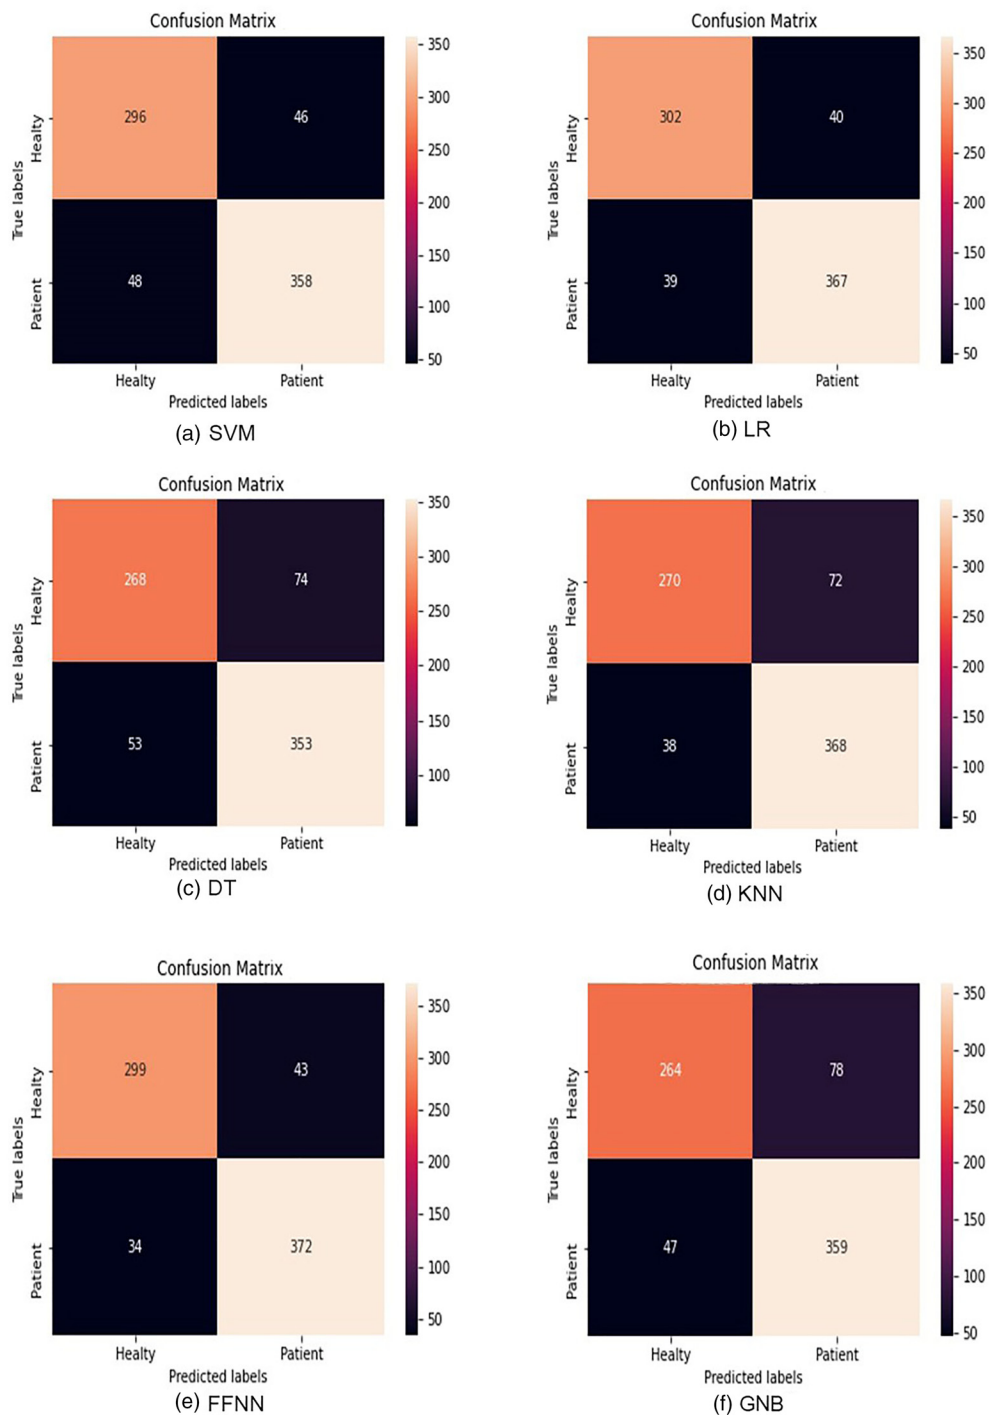 Confusion Matrix
350
300
250
200
150
100
50
296 46
48 358
True labels
Healty
Patient
Healty Patient
Predicted labels
(a) SVM
Confusion Matrix
350
300
250
200
150
100
50
302 40
39 367
True labels
Healty
Patient
Healty Patient
Predicted labels
(b) LR
Confusion Matrix
350
300
250
200
150
100
268 74
53 353
True labels
Healty
Patient
Healty Patient
Predicted labels
(c) DT
Confusion Matrix
350
300
250
200
150
100
50
270 72
38 368
True labels
Healty
Patient
Healty Patient
Predicted labels
(d) KNN
Confusion Matrix
350
300
250
200
150
100
50
299 43
34 372
True labels
Healty
Patient
Healty Patient
Predicted labels
(e) FFNN
Confusion Matrix
350
300
250
200
150
100
50
264 78
47 359
True labels
Healty
Patient
Healty Patient
Predicted labels
(f) GNB